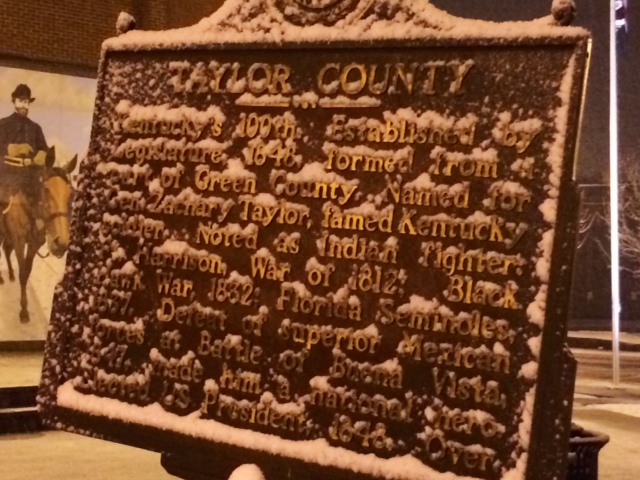 TAYLOR COUNTY
Kentucky's 100th. Established by
Legislature, 1848, formed from a
part of Green County. Named for
Gen. Zachary Taylor, famed Kentucky
soldier. Noted as Indian fighter:
Ft. Harrison, War of 1812; Black
Hawk War, 1832; Florida Seminoles,
1837. Defeat of superior Mexican
forces at Battle of Buena Vista,
1847, made him a national hero.
Elected US President, 1848. Over.